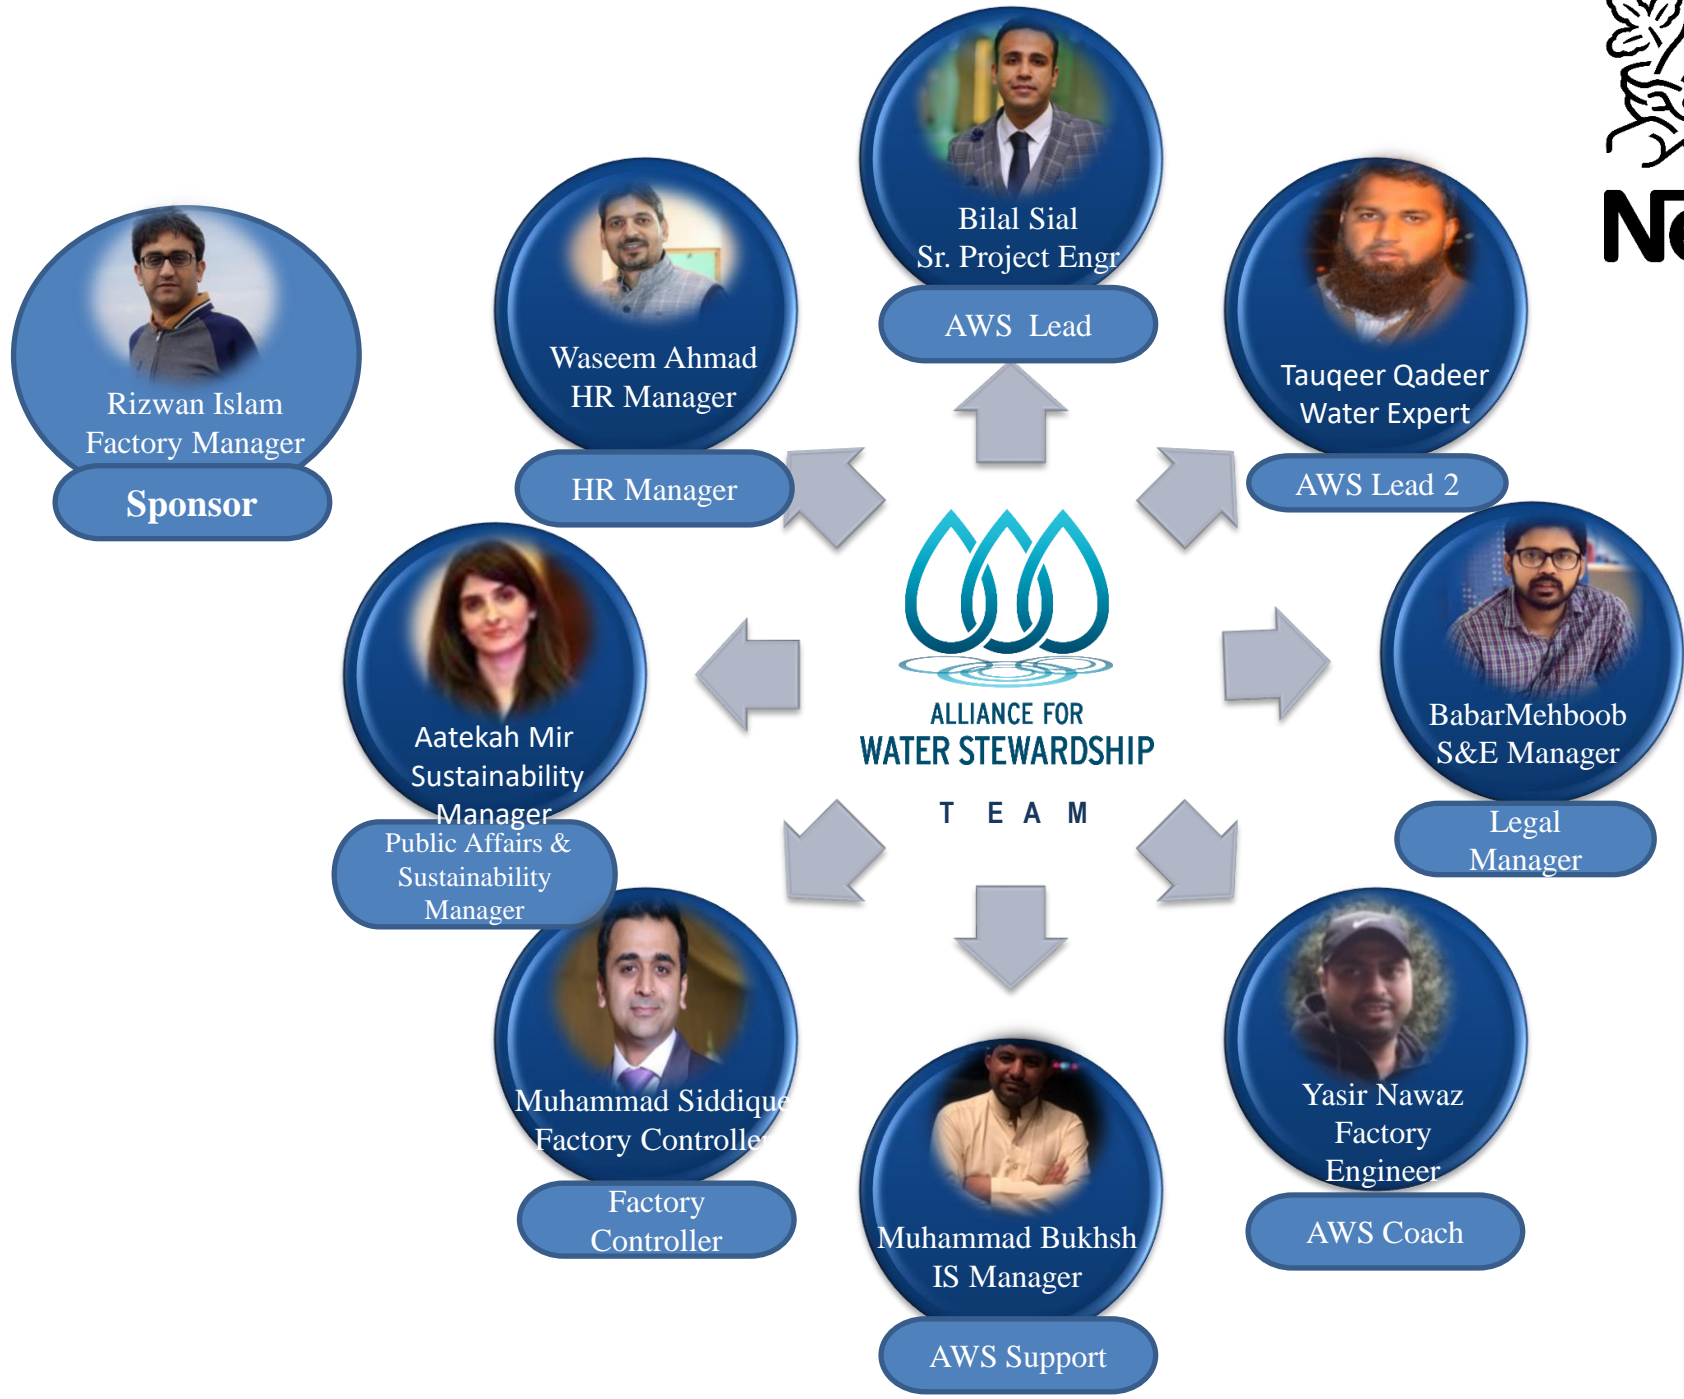 Bilal Sial
Sr. Project Engr
AWS Lead
Waseem Ahmad
HR Manager
HR Manager
Tauqeer Qadeer
Water Expert
AWS Lead 2
Rizwan Islam
Factory Manager
Sponsor
Aatekah Mir
Sustainability
Manager
Public Affairs &
Sustainability
Manager
ALLIANCE FOR
WATER STEWARDSHIP
T E A M
BabarMehboob
S&E Manager
Legal
Manager
Muhammad Siddique
Factory Controller
Factory
Controller
Muhammad Bukhsh
IS Manager
AWS Support
Yasir Nawaz
Factory
Engineer
AWS Coach